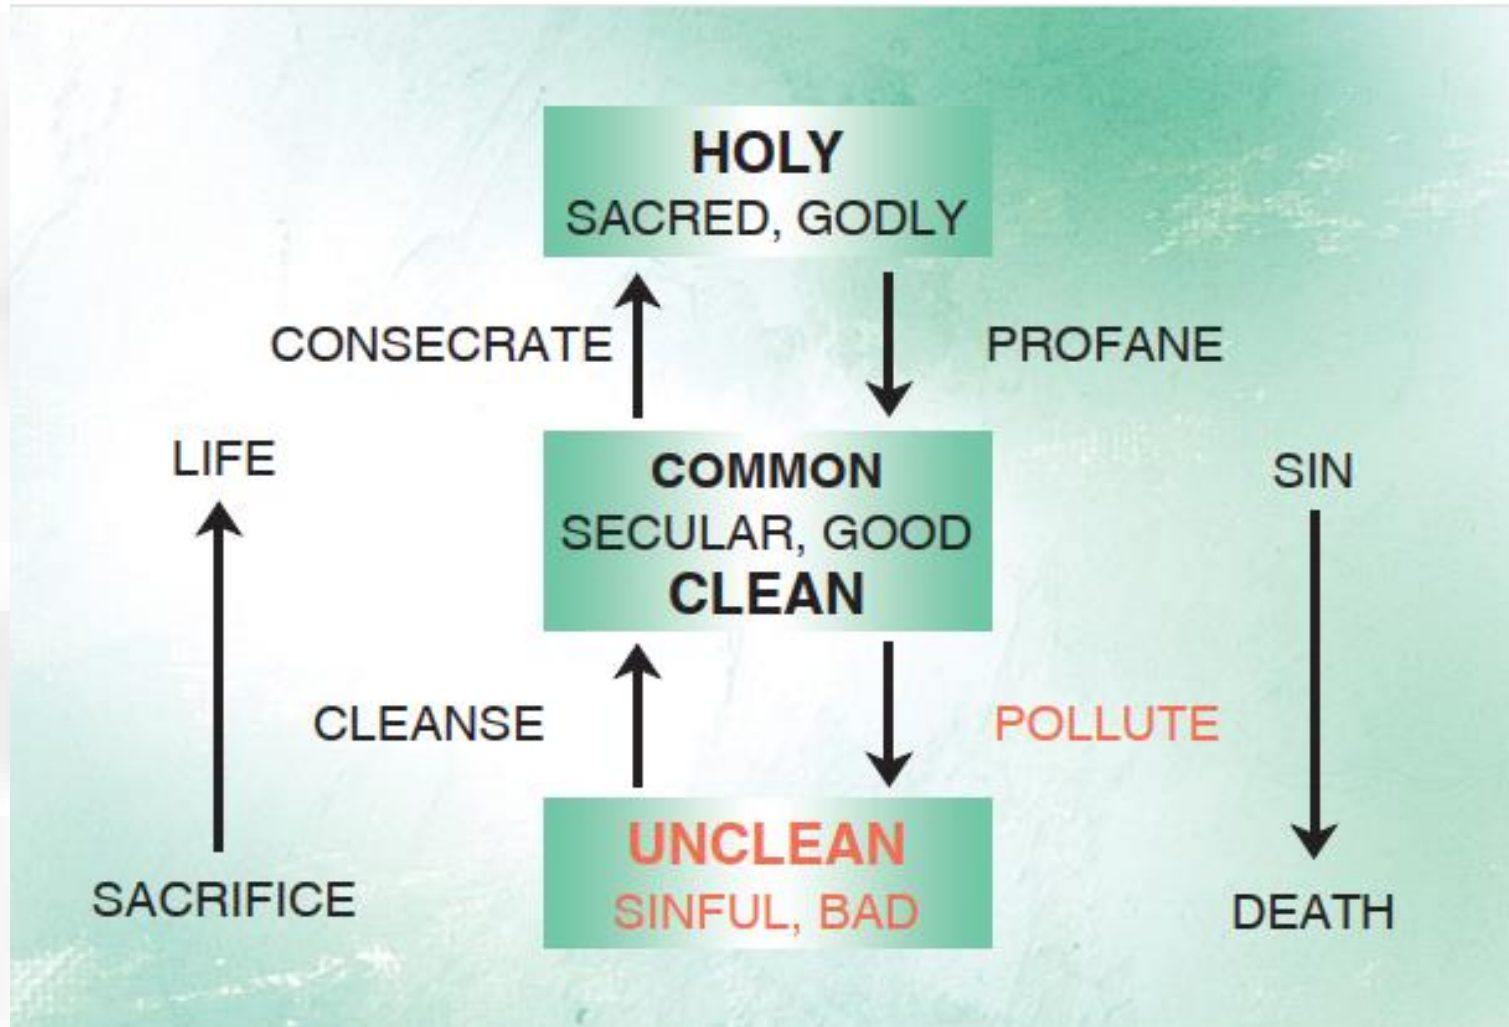 HOLY
SACRED, GODLY
CONSECRATE
PROFANE
LIFE
COMMON
SECULAR, GOOD
CLEAN
SIN
CLEANSE
POLLUTE
UNCLEAN
SINFUL, BAD
SACRIFICE
DEATH